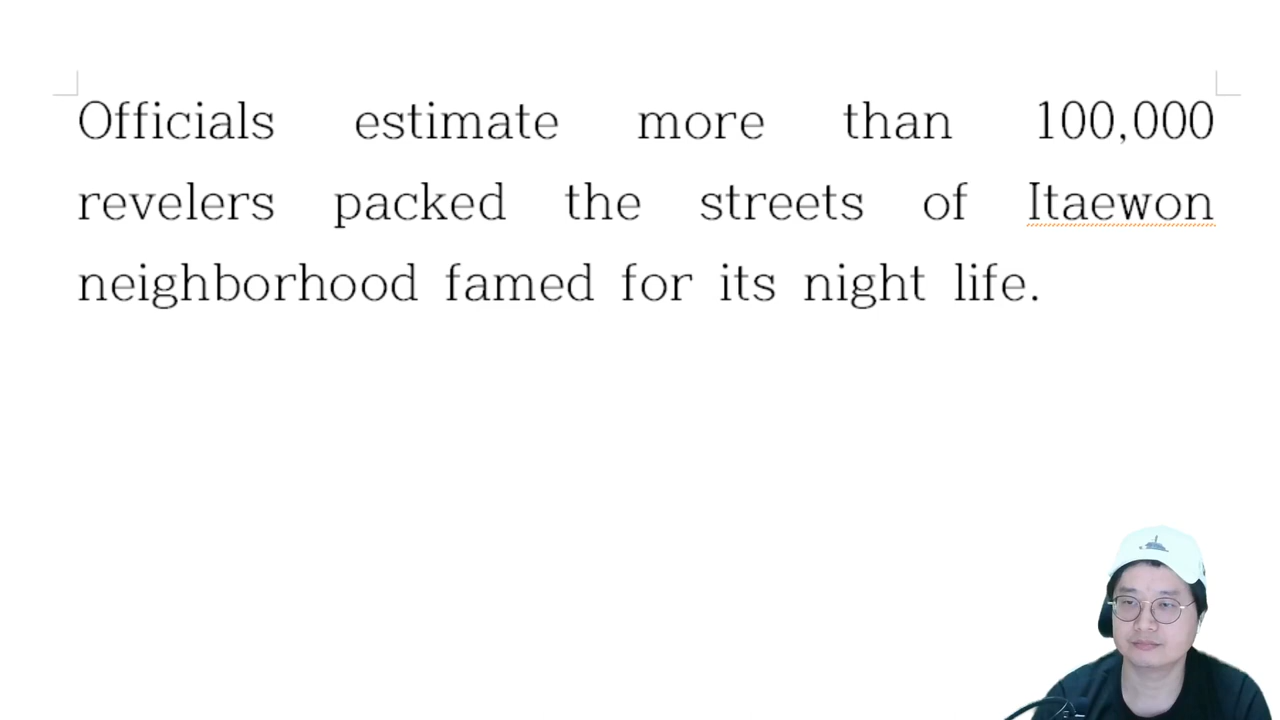 Officials estimate more than 100,000
revelers packed the streets of Itaewon
neighborhood famed for its night life.